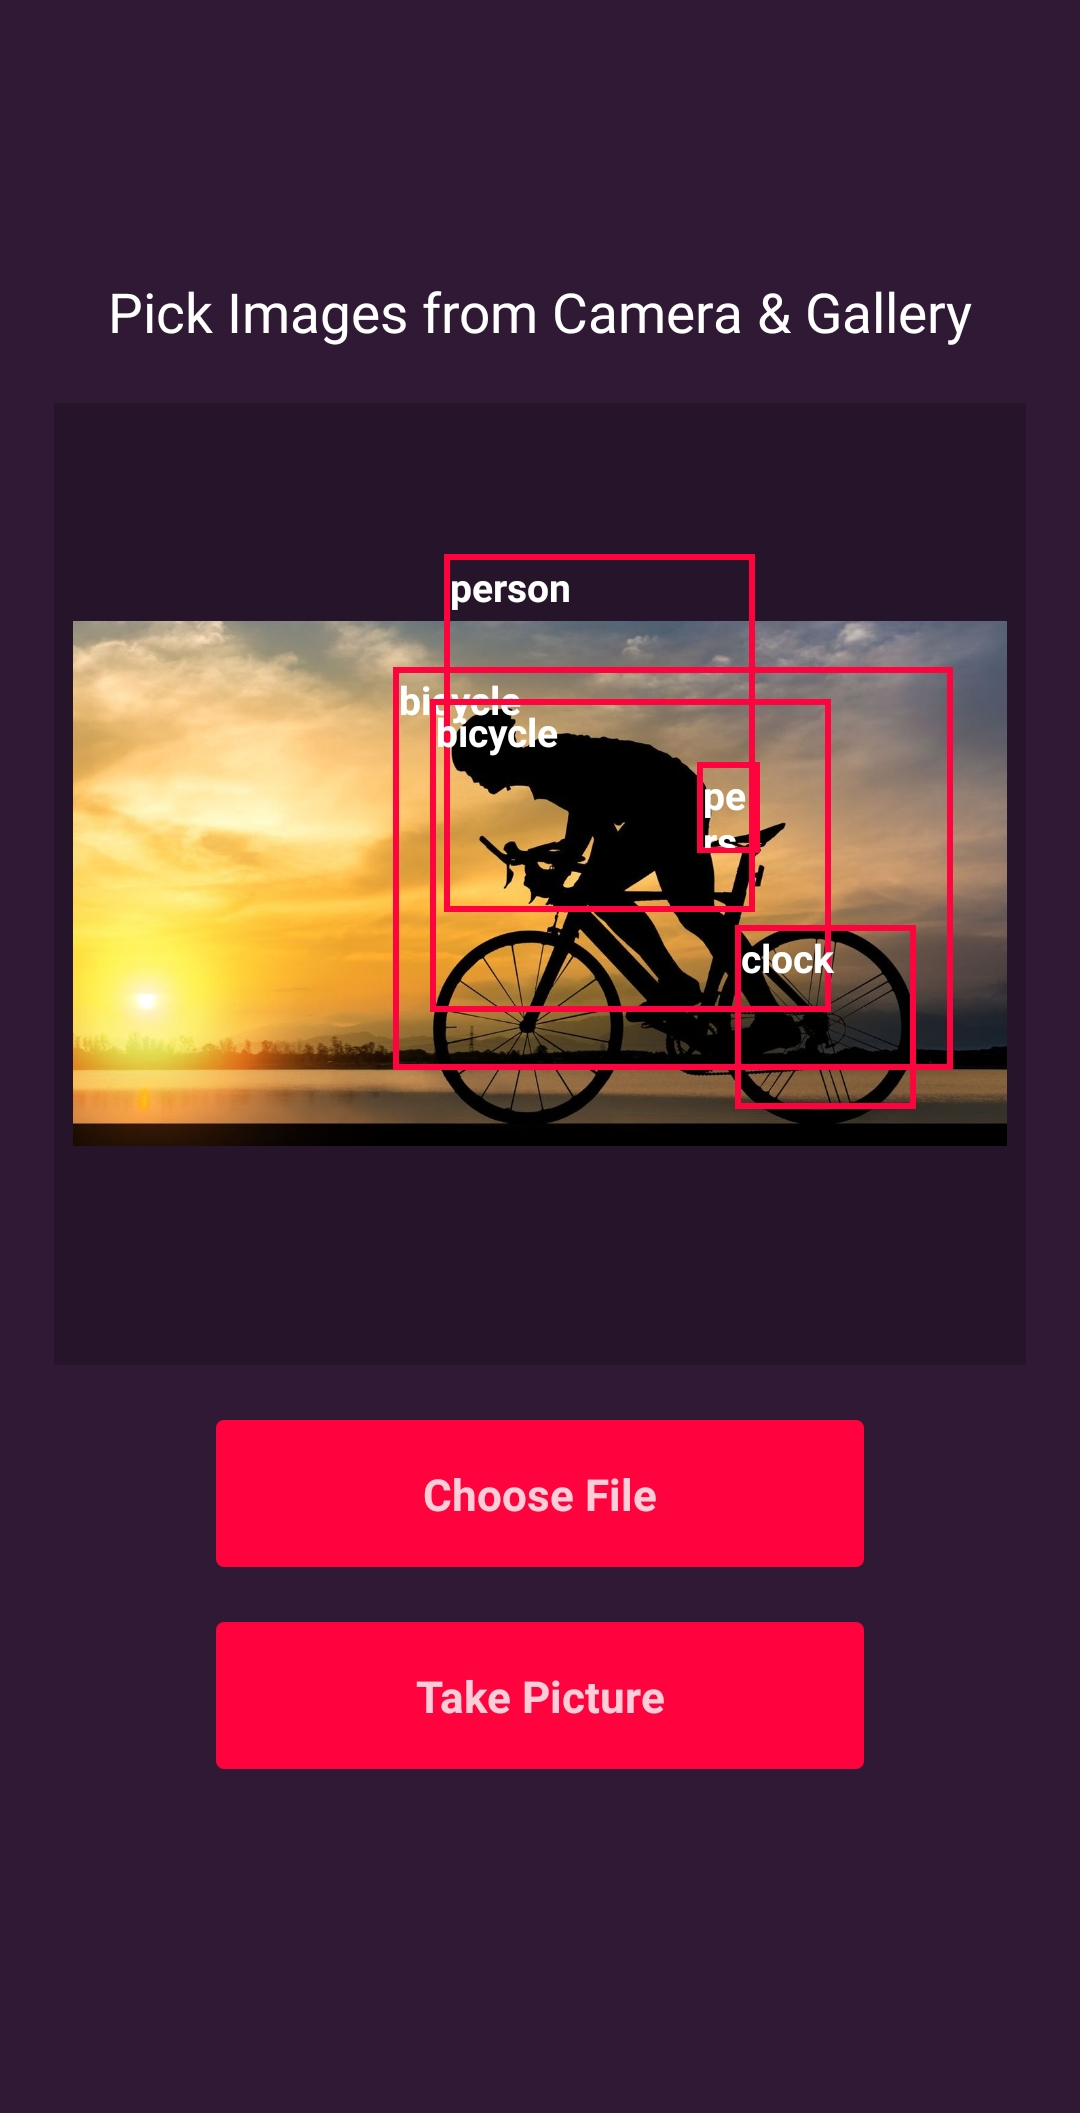 Pick Images from Camera & Gallery
person
bicycle
bicycle
pe
rs
clock
Choose File
Take Picture